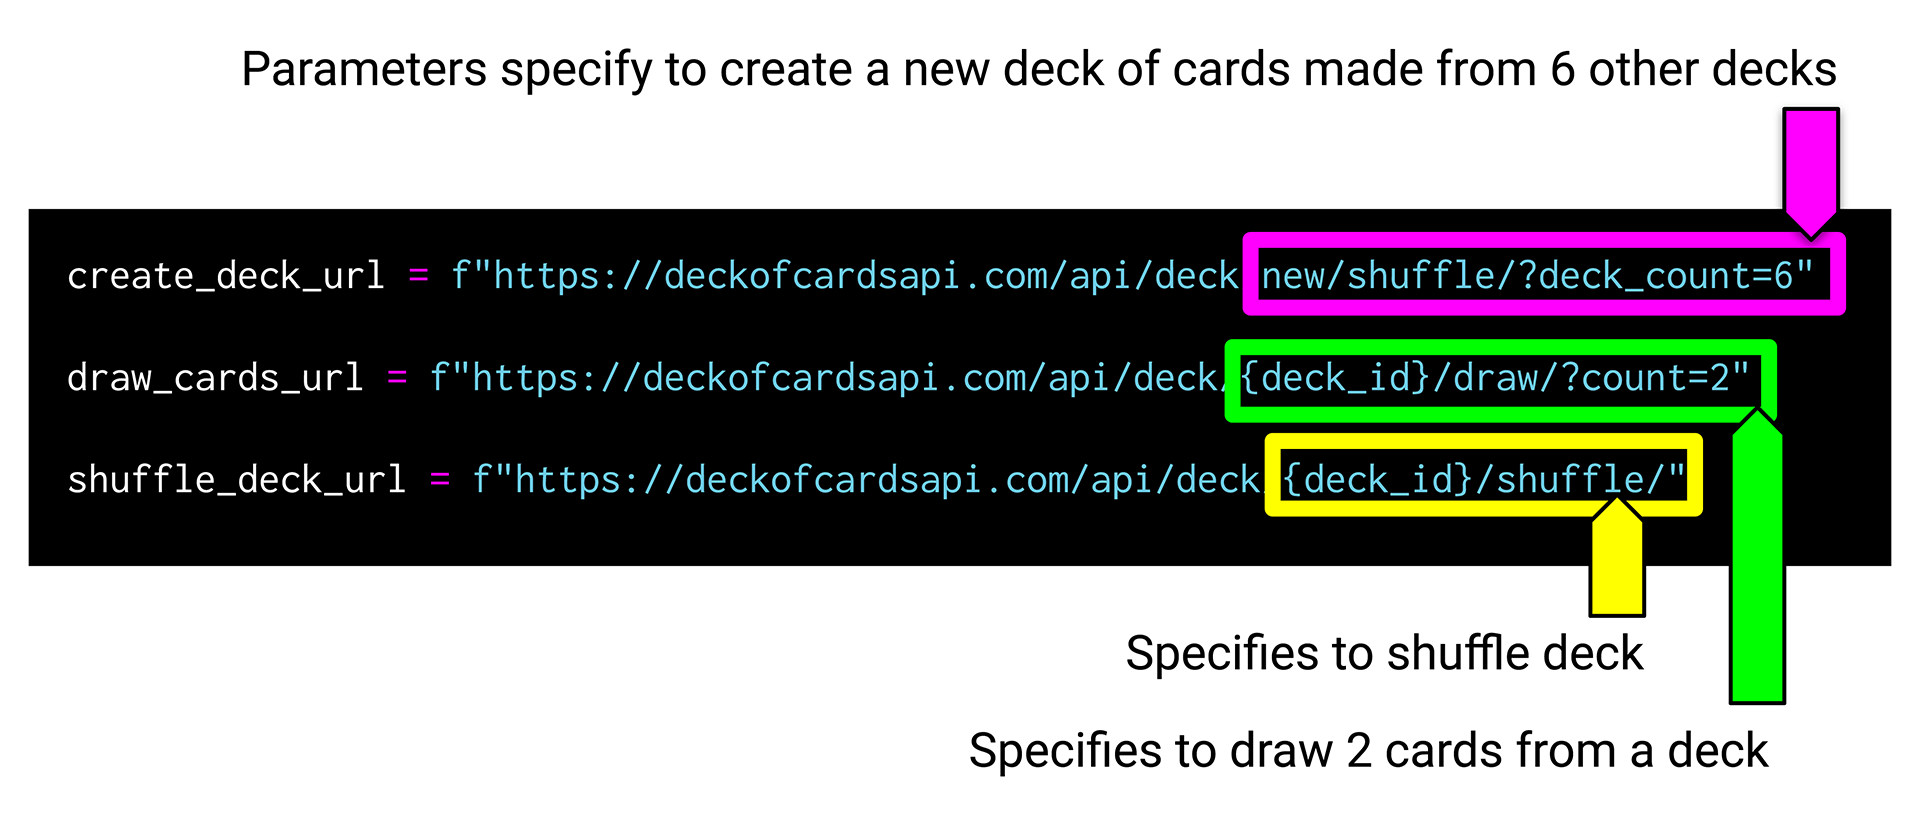 Parameters specify to create a new deck of cards made from 6 other decks
create_deck_url = f"https://deckofcardsapi.com/api/deck new/shuffle/?deck_count=6"
draw_cards_url = f"https://deckofcardsapi.com/api/deck/{deck_id}/draw/?count=2"
shuffle_deck_url = f"https://deckofcardsapi.com/api/deck {deck_id}/shuffle/"
Specifies to shuffle deck
Specifies to draw 2 cards from a deck